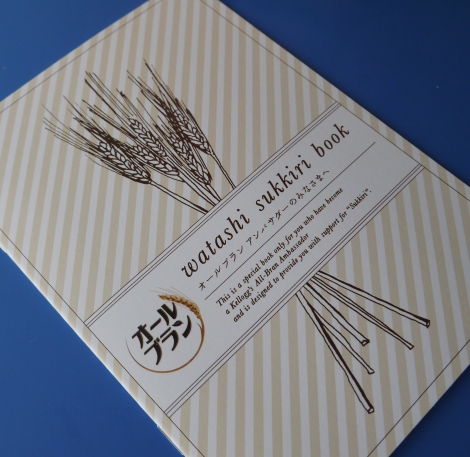 watashi sukkiri book
オールブラン アンバサダーのみなさまへ
This is a special book only for you who have become
a Kellogg's All-Bran Ambassador
and is designed to provide you with support for "Sukkiri".
オール
ブラン